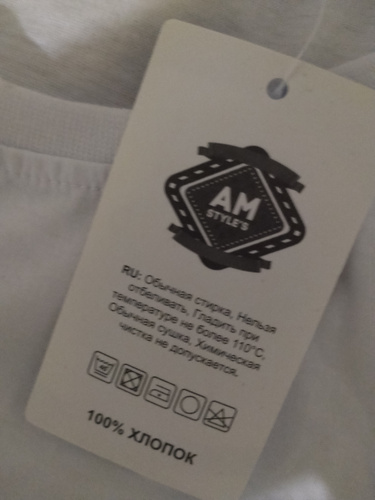 AM
STYLE'S
RU: Обычная стирка, Нельзя
отбеливать, Гладить при
температуре не более 110°C,
Обычная сушка, Химическая
чистка не допускается.
100% ХЛОПОК